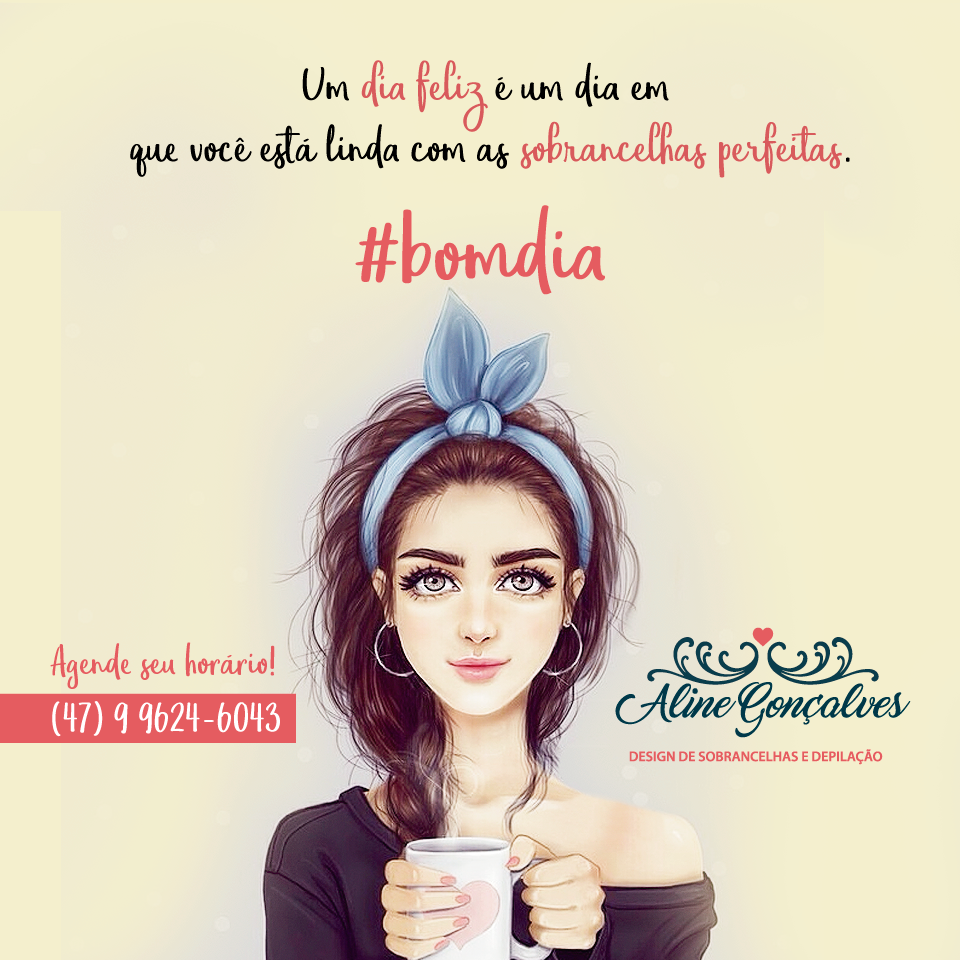 Um dia feliz é um dia em
que você está linda com as sobrancelhas perfeitas.
#bomdia
Agende seu horário!
(47) 9 9624-6043
Aline Gonçalves
DESIGN DE SOBRANCELHAS E DEPILAÇÃO